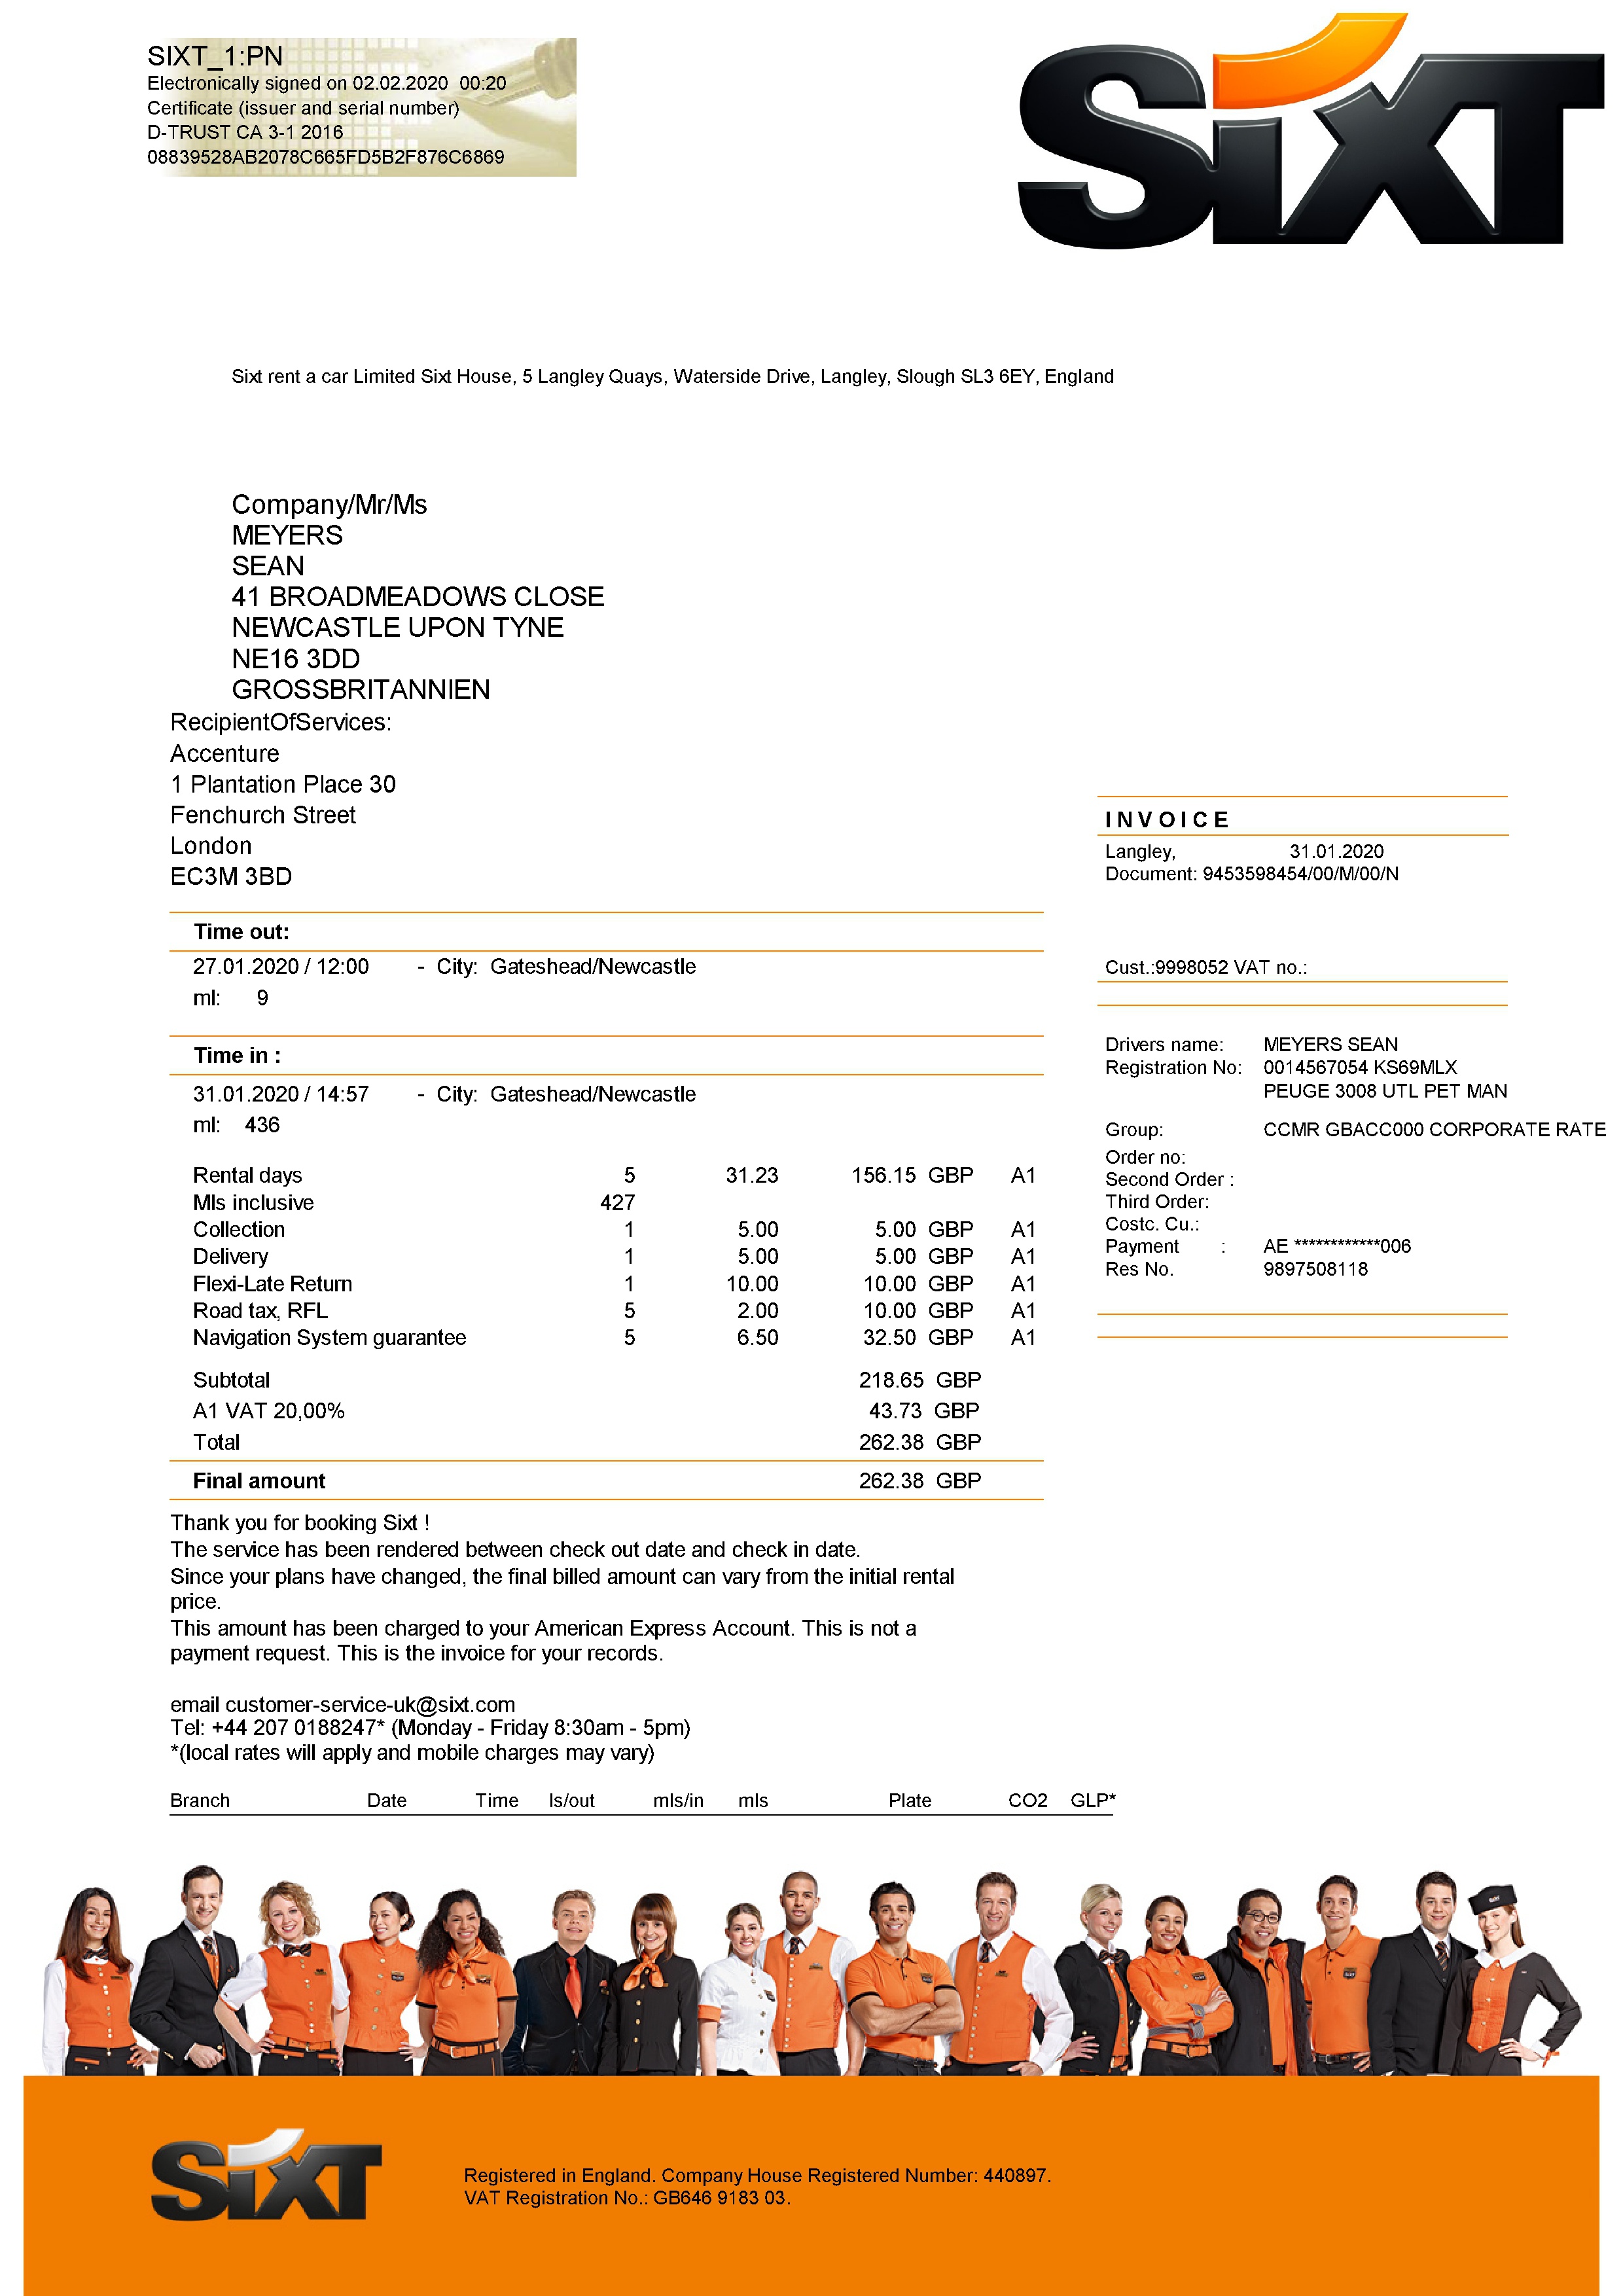 SIXT_1:PN
Electronically signed on 02.02.2020 00:20
Certificate (issuer and serial number)
D-TRUST CA 3-1 2016
08839528AB2078C665FD5B2F876C6869
SIXT
Sixt rent a car Limited Sixt House, 5 Langley Quays, Waterside Drive, Langley, Slough SL3 6EY, England
Company/Mr/Ms
MEYERS
SEAN
41 BROADMEADOWS CLOSE
NEWCASTLE UPON TYNE
NE16 3DD
GROSSBRITANNIEN
RecipientOfServices:
Accenture
1 Plantation Place 30
Fenchurch Street
London
EC3M 3BD
INVOICE
Langley, 31.01.2020
Document: 9453598454/00/M/00/N
Cust.:9998052 VAT no.:
Drivers name: MEYERS SEAN
Registration No: 0014567054 KS69MLX
PEUGE 3008 UTL PET MAN
Group: CCMR GBACC000 CORPORATE RATE
Order no:
Second Order :
Third Order:
Costc. Cu.:
Payment : AE ************006
Res No. 9897508118
Time out:
27.01.2020 / 12:00 - City: Gateshead/Newcastle
ml: 9
Time in :
31.01.2020 / 14:57 - City: Gateshead/Newcastle
ml: 436
Rental days 5 31.23 156.15 GBP A1
Mls inclusive 427
Collection 1 5.00 5.00 GBP A1
Delivery 1 5.00 5.00 GBP A1
Flexi-Late Return 1 10.00 10.00 GBP A1
Road tax, RFL 5 2.00 10.00 GBP A1
Navigation System guarantee 5 6.50 32.50 GBP A1
Subtotal 218.65 GBP
A1 VAT 20,00% 43.73 GBP
Total 262.38 GBP
Final amount 262.38 GBP
Thank you for booking Sixt !
The service has been rendered between check out date and check in date.
Since your plans have changed, the final billed amount can vary from the initial rental
price.
This amount has been charged to your American Express Account. This is not a
payment request. This is the invoice for your records.
email customer-service-uk@sixt.com
Tel: +44 207 0188247* (Monday - Friday 8:30am - 5pm)
*(local rates will apply and mobile charges may vary)
Branch Date Time ls/out mls/in mls Plate CO2 GLP*
SIXT
Registered in England. Company House Registered Number: 440897.
VAT Registration No.: GB646 9183 03.